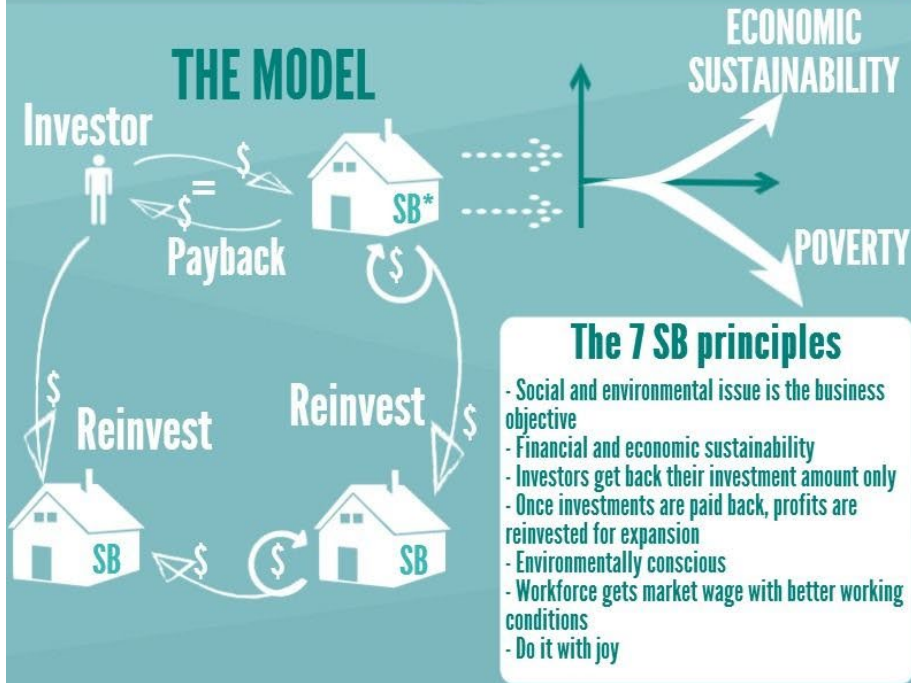 THE MODEL
ECONOMIC
SUSTAINABILITY
Investor
$
=
$
SB*
Payback
$
POVERTY
$
Reinvest
Reinvest
$
SB
$
$
SB
The 7 SB principles
- Social and environmental issue is the business
objective
- Financial and economic sustainability
- Investors get back their investment amount only
- Once investments are paid back, profits are
reinvested for expansion
- Environmentally conscious
- Workforce gets market wage with better working
conditions
- Do it with joy